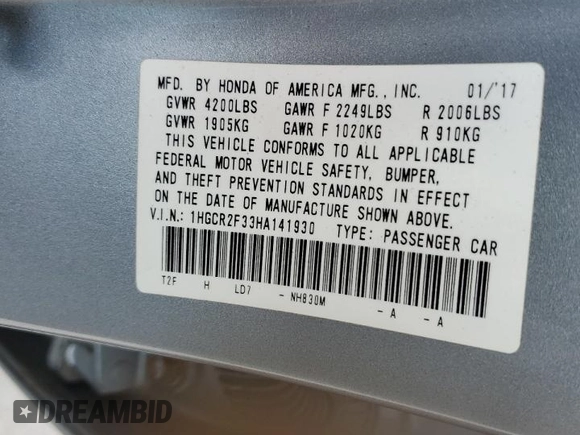 MFD. BY HONDA OF AMERICA MFG., INC. 01/'17
GVWR 4200LBS GAWR F 2249LBS R 2006LBS
GVWR 1905KG GAWR F 1020KG R 910KG
THIS VEHICLE CONFORMS TO ALL APPLICABLE
FEDERAL MOTOR VEHICLE SAFETY, BUMPER,
AND THEFT PREVENTION STANDARDS IN EFFECT
ON THE DATE OF MANUFACTURE SHOWN ABOVE.
V.I.N.: 1HGCR2F33HA141930 TYPE: PASSENGER CAR
T2F H LD7 - NH830M - A - A
DREAMBID